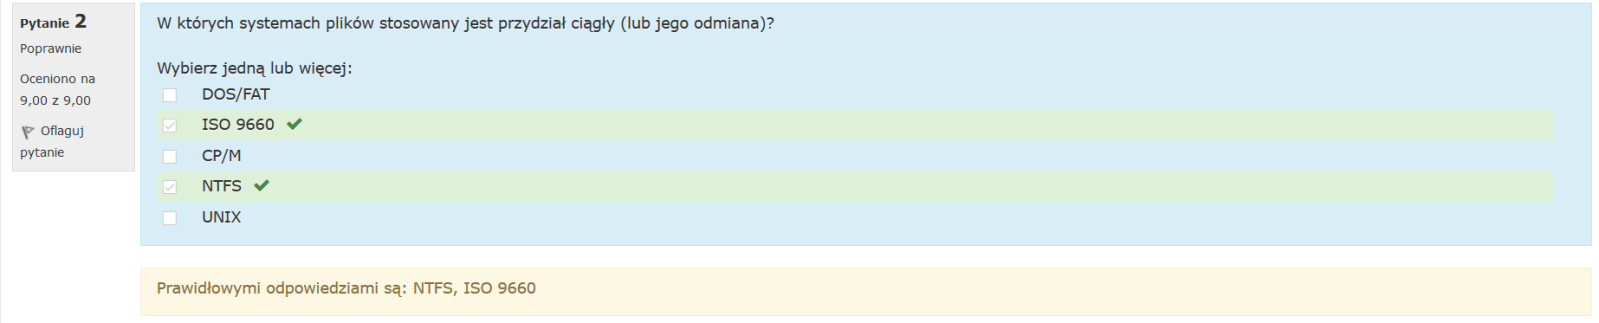 Pytanie 2
Poprawnie
Oceniono na
9,00 z 9,00
Oflaguj
pytanie
W których systemach plików stosowany jest przydział ciągły (lub jego odmiana)?
Wybierz jedną lub więcej:
DOS/FAT
ISO 9660
CP/M
NTFS
UNIX
Prawidłowymi odpowiedziami są: NTFS, ISO 9660